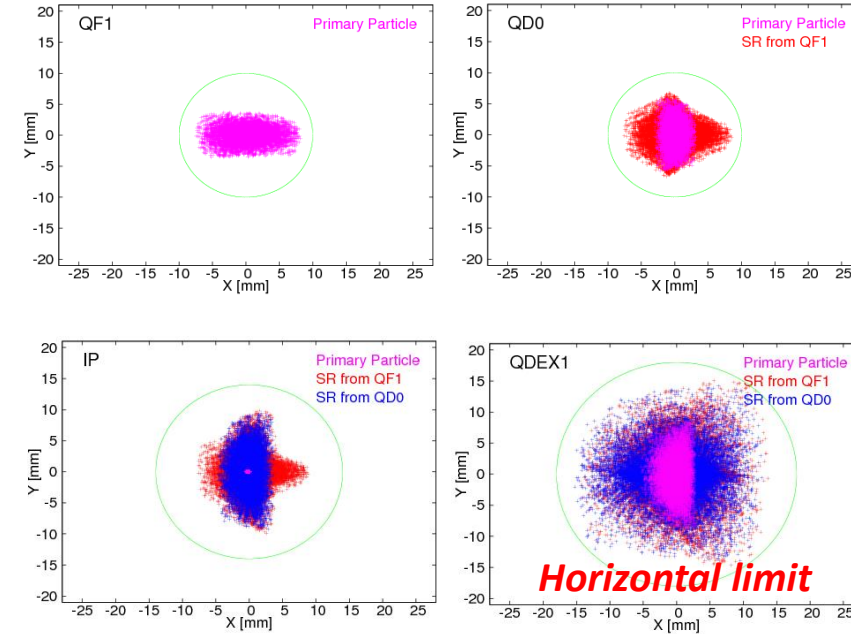 QF1
Primary Particle
20
15
10
5
0
-5
-10
-15
-20
Y [mm]
-25 -20 -15 -10 -5 0 5 10 15 20 25
X [mm]
QD0
Primary Particle
SR from QF1
20
15
10
5
0
-5
-10
-15
-20
Y [mm]
-25 -20 -15 -10 -5 0 5 10 15 20 25
X [mm]
IP
Primary Particle
SR from QF1
SR from QD0
20
15
10
5
0
-5
-10
-15
-20
Y [mm]
-25 -20 -15 -10 -5 0 5 10 15 20 25
X [mm]
QDEX1
Primary Particle
SR from QF1
SR from QD0
20
15
10
5
0
-5
-10
-15
-20
Y [mm]
Horizontal limit
-25 -20 -15 -10 -5 0 5 10 15 20 25
X [mm]